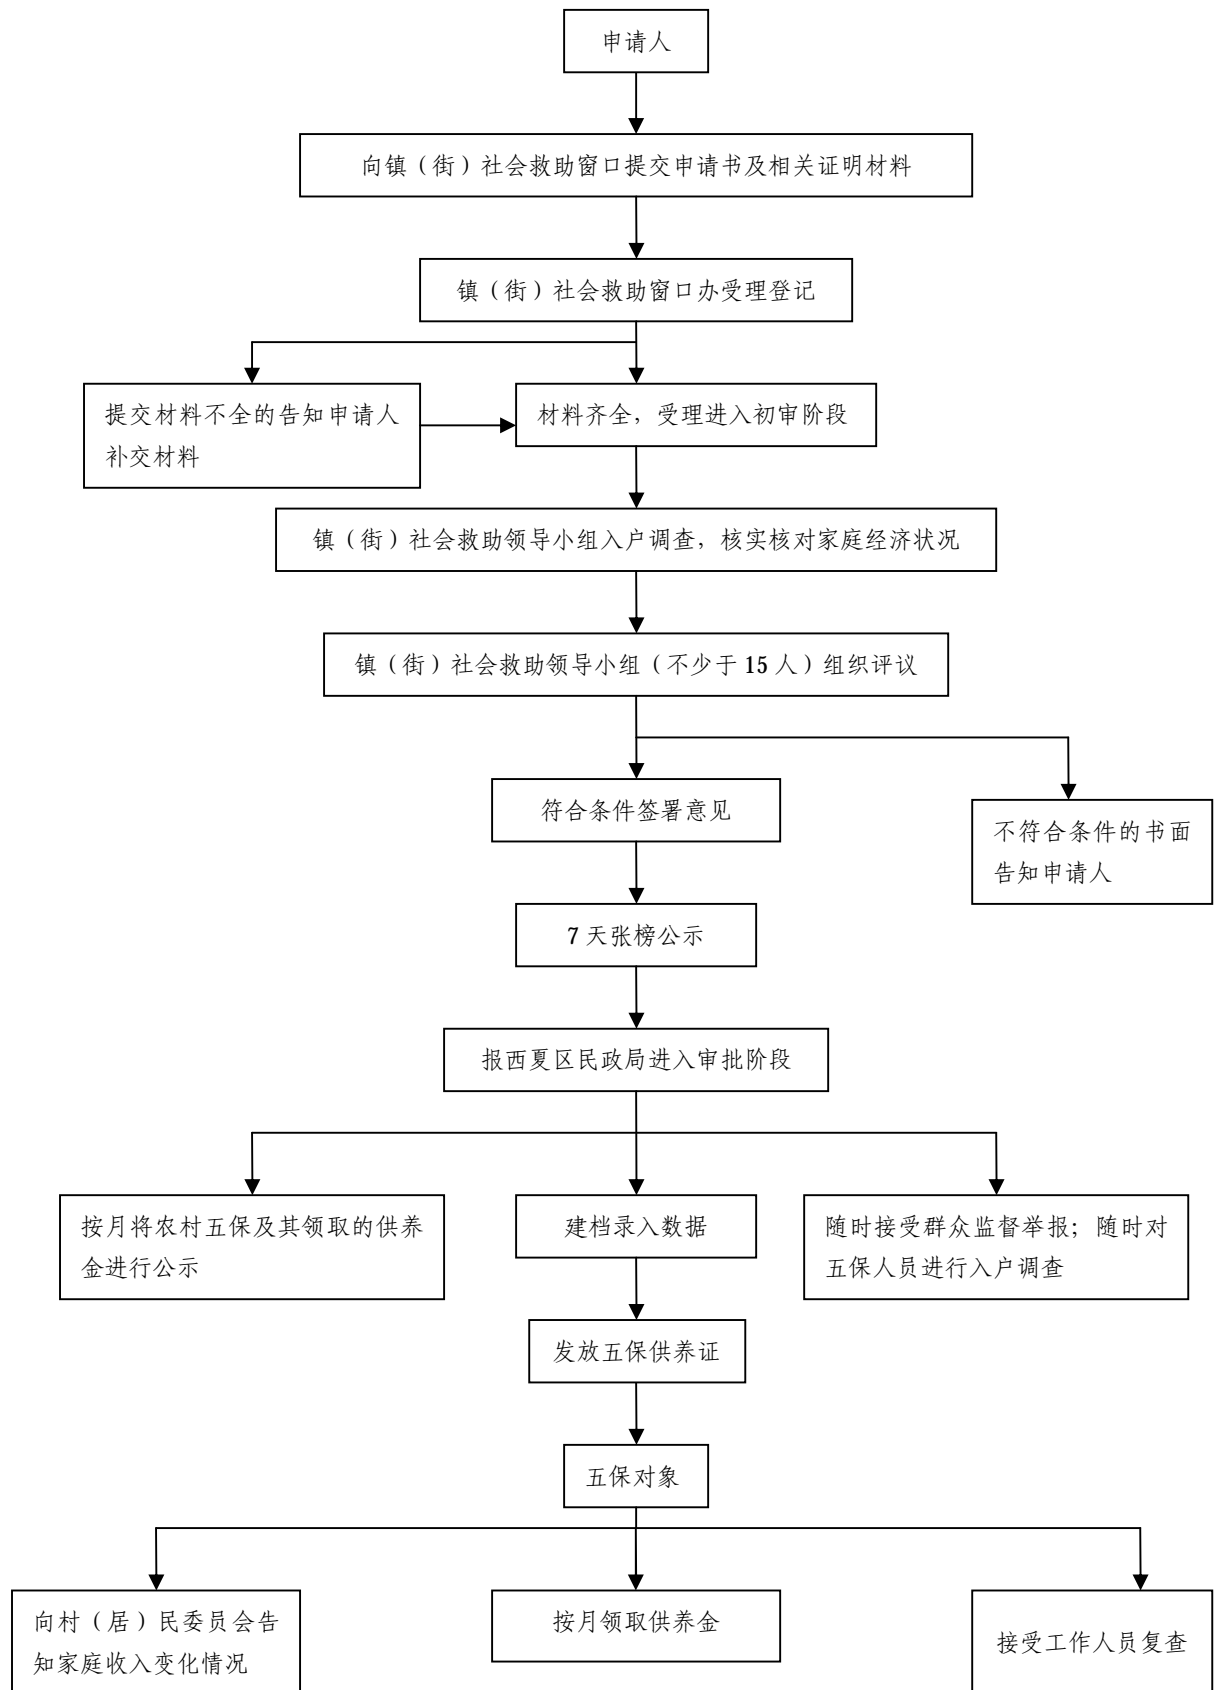 申请人
向镇（街）社会救助窗口提交申请书及相关证明材料
镇（街）社会救助窗口办受理登记
提交材料不全的告知申请人
补交材料
材料齐全，受理进入初审阶段
镇（街）社会救助领导小组入户调查，核实核对家庭经济状况
镇（街）社会救助领导小组（不少于 15 人）组织评议
符合条件签署意见
不符合条件的书面
告知申请人
7 天张榜公示
报西夏区民政局进入审批阶段
按月将农村五保及其领取的供养
金进行公示
建档录入数据
随时接受群众监督举报；随时对
五保人员进行入户调查
发放五保供养证
五保对象
向村（居）民委员会告
知家庭收入变化情况
按月领取供养金
接受工作人员复查